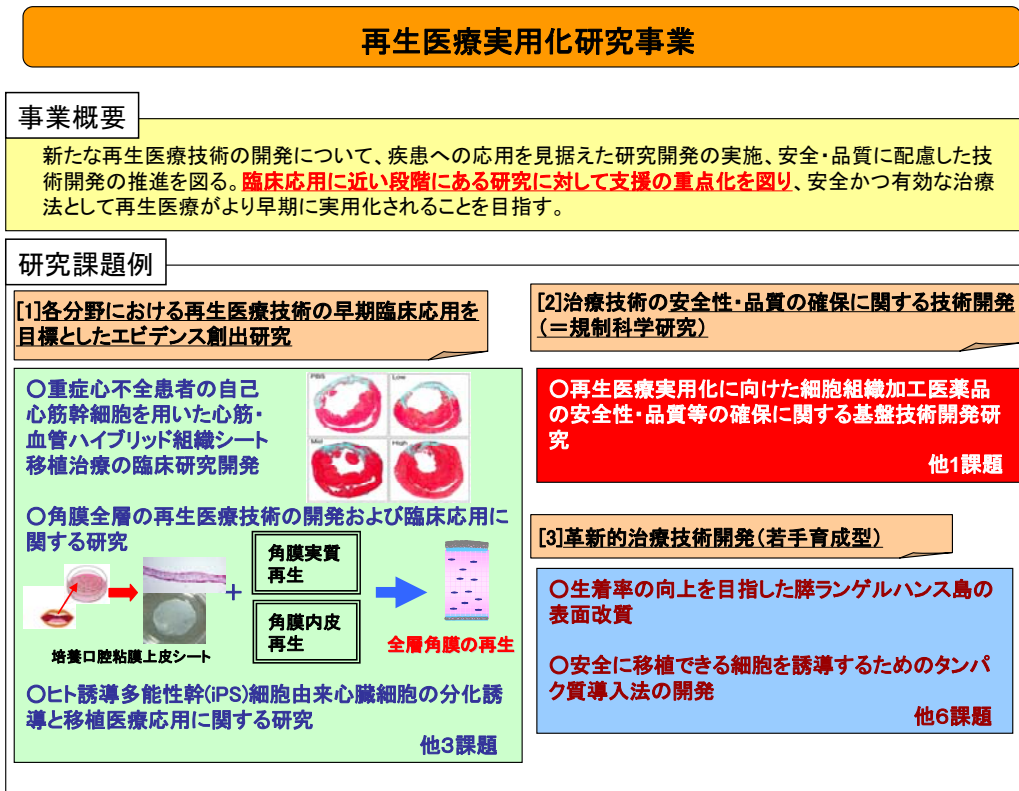 再生医療実用化研究事業
事業概要
新たな再生医療技術の開発について、疾患への応用を見据えた研究開発の実施、安全・品質に配慮した技
術開発の推進を図る。臨床応用に近い段階にある研究に対して支援の重点化を図り、安全かつ有効な治療
法として再生医療がより早期に実用化されることを目指す。
研究課題例
[1]各分野における再生医療技術の早期臨床応用を
目標としたエビデンス創出研究
〇重症心不全患者の自己
心筋幹細胞を用いた心筋・
血管ハイブリッド組織シート
移植治療の臨床研究開発
PBS
Low
Mid
High
〇角膜全層の再生医療技術の開発および臨床応用に
関する研究
角膜実質
再生
+
角膜内皮
再生
培養口腔粘膜上皮シート
全層角膜の再生
〇ヒト誘導多能性幹(iPS)細胞由来心臓細胞の分化誘
導と移植医療応用に関する研究
他3課題
[2]治療技術の安全性・品質の確保に関する技術開発
(=規制科学研究)
〇再生医療実用化に向けた細胞組織加工医薬品
の安全性・品質等の確保に関する基盤技術開発研
究
他1課題
[3]革新的治療技術開発(若手育成型)
〇生着率の向上を目指した膵ランゲルハンス島の
表面改質
〇安全に移植できる細胞を誘導するためのタンパ
ク質導入法の開発
他6課題